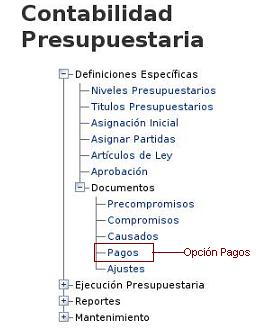 Contabilidad
Presupuestaria
Definiciones Específicas
Niveles Presupuestarios
Titulos Presupuestarios
Asignación Inicial
Asignar Partidas
Artículos de Ley
Aprobación
Documentos
Precompromisos
Compromisos
Causados
Pagos
Opción Pagos
Ajustes
Ejecución Presupuestaria
Reportes
Mantenimiento